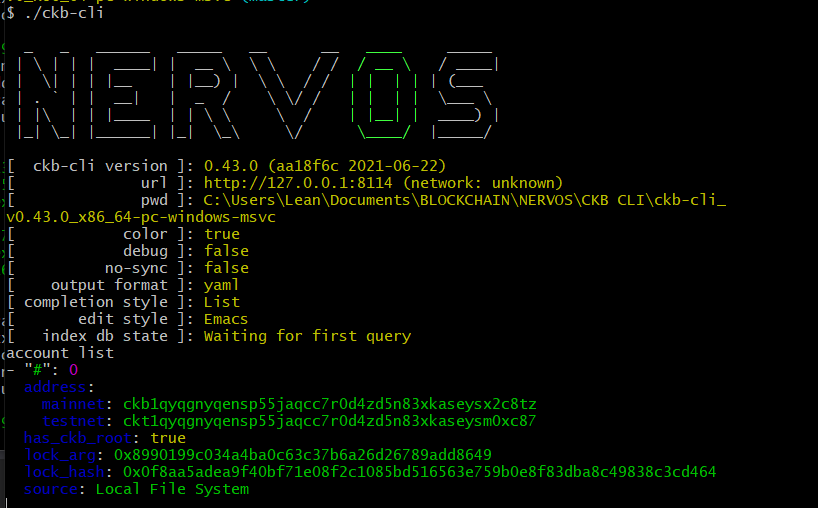 $ ./ckb-cli
NERVOS
[  ckb-cli version ]: 0.43.0 (aa18f6c 2021-06-22)
[              url ]: http://127.0.0.1:8114 (network: unknown)
[              pwd ]: C:\Users\Lean\Documents\BLOCKCHAIN\NERVOS\CKB CLI\ckb-cli_
v0.43.0_x86_64-pc-windows-msvc
[            color ]: true
[            debug ]: false
[          no-sync ]: false
[    output format ]: yaml
[ completion style ]: List
[       edit style ]: Emacs
[   index db state ]: Waiting for first query
account list
- "#": 0
  address:
    mainnet: ckb1qyqgnyqensp55jaqcc7r0d4zd5n83xkaseysx2c8tz
    testnet: ckt1qyqgnyqensp55jaqcc7r0d4zd5n83xkaseysm0xc87
  has_ckb_root: true
  lock_arg: 0x8990199c034a4ba0c63c37b6a26d26789add8649
  lock_hash: 0x0f8aa5adea9f40bf71e08f2c1085bd516563e759b0e8f83dba8c49838c3cd464
  source: Local File System